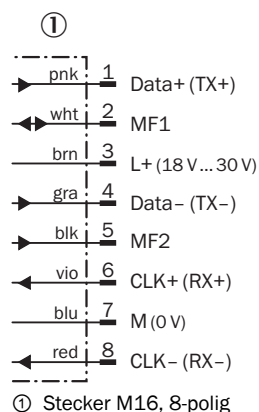 ①
pnk 1 Data+ (TX+)
wht 2 MF1
brn 3 L+ (18 V ... 30 V)
gra 4 Data– (TX–)
blk 5 MF2
vio 6 CLK+ (RX+)
blu 7 M (0 V)
red 8 CLK– (RX–)
① Stecker M16, 8-polig